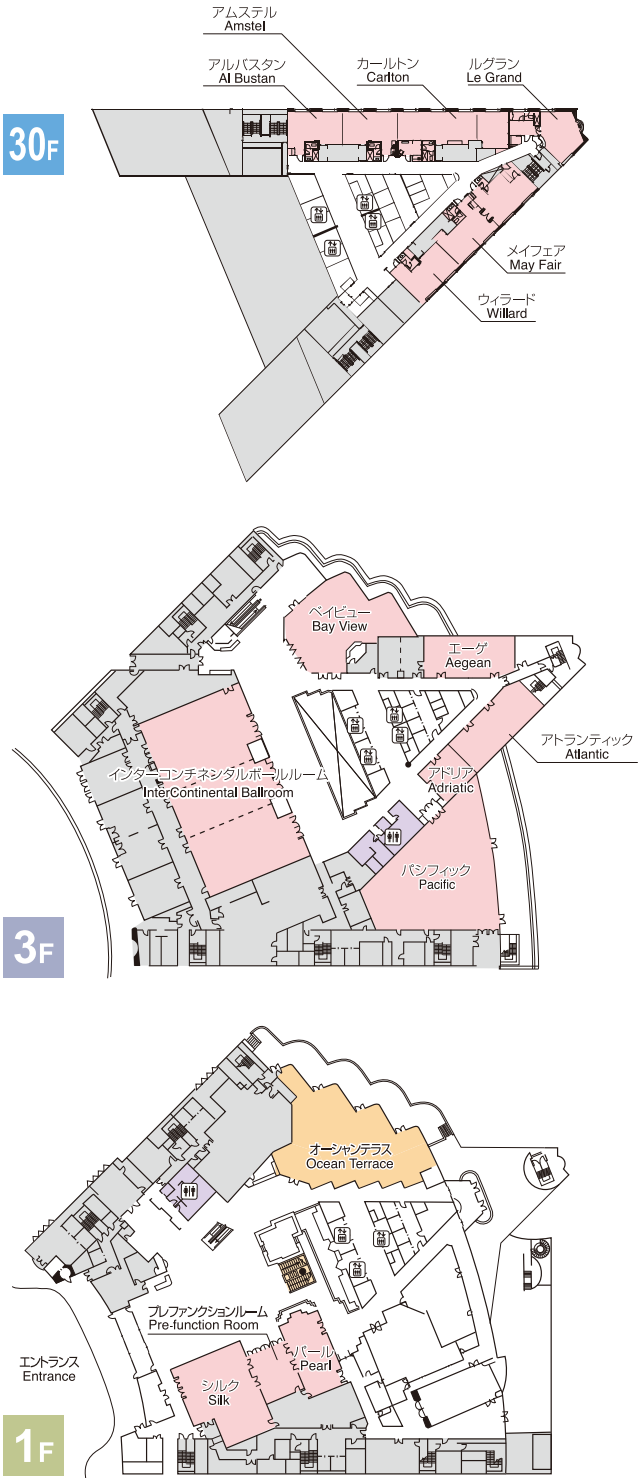 アムステル
Amstel
アルバスタン
Al Bustan
カールトン
Carlton
ルグラン
Le Grand
30F
メイフェア
May Fair
ウィラード
Willard
ベイビュー
Bay View
エーゲ
Aegean
アトランティック
Atlantic
インターコンチネンタルボールルーム
InterContinental Ballroom
アドリア
Adriatic
パシフィック
Pacific
3F
オーシャンテラス
Ocean Terrace
プレファンクションルーム
Pre-function Room
パール
Pearl
エントランス
Entrance
シルク
Silk
1F